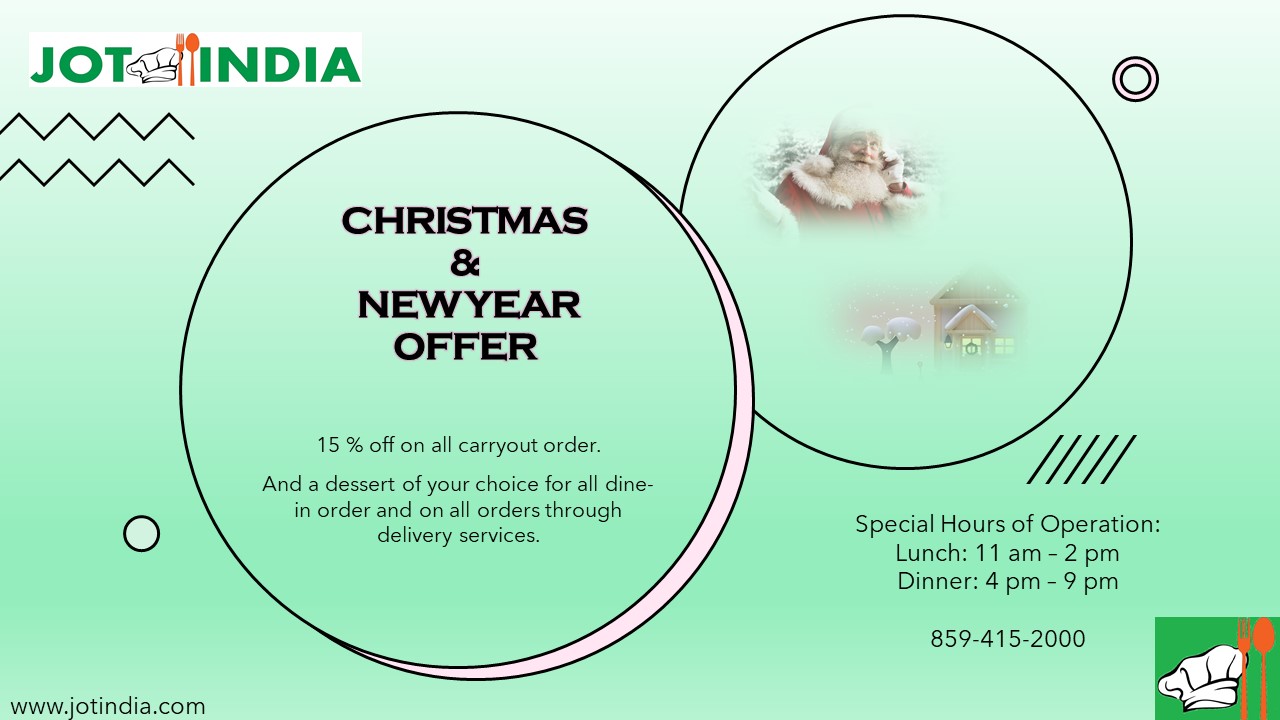 JOT INDIA
CHRISTMAS
&
NEW YEAR
OFFER
15 % off on all carryout order.
And a dessert of your choice for all dine-
in order and on all orders through
delivery services.
Special Hours of Operation:
Lunch: 11 am – 2 pm
Dinner: 4 pm – 9 pm
859-415-2000
www.jotindia.com